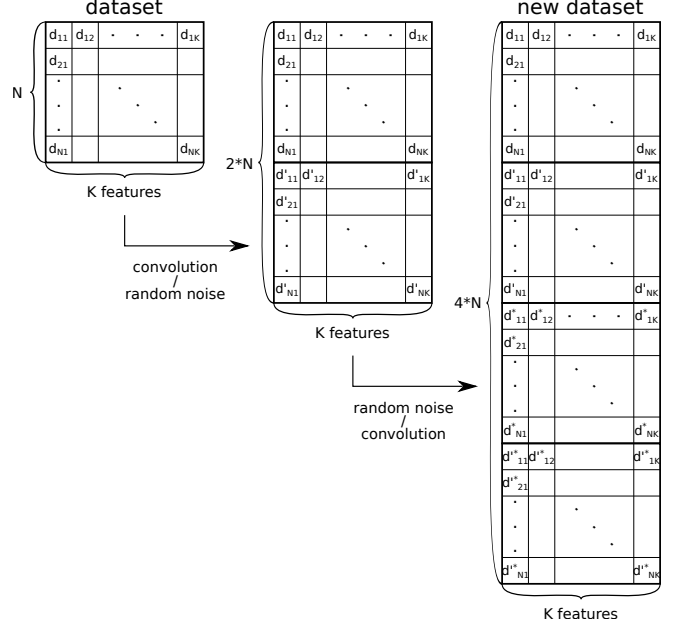 dataset
d11 d12 · · · d1K
d21
N
dN1 dNK
K features
convolution
/
random noise
d11 d12 · · · d1K
d21
dN1 dNK
2*N
d'11 d'12 d'1K
d'21
d'N1 d'NK
K features
random noise
/
convolution
new dataset
d11 d12 · · · d1K
d21
dN1 dNK
d'11 d'12 d'1K
d'21
d'N1 d'NK
4*N
d*11 d*12 · · · d*1K
d*21
d*N1 d*NK
d'*11 d'*12 d'*1K
d'*21
d'*N1 d'*NK
K features